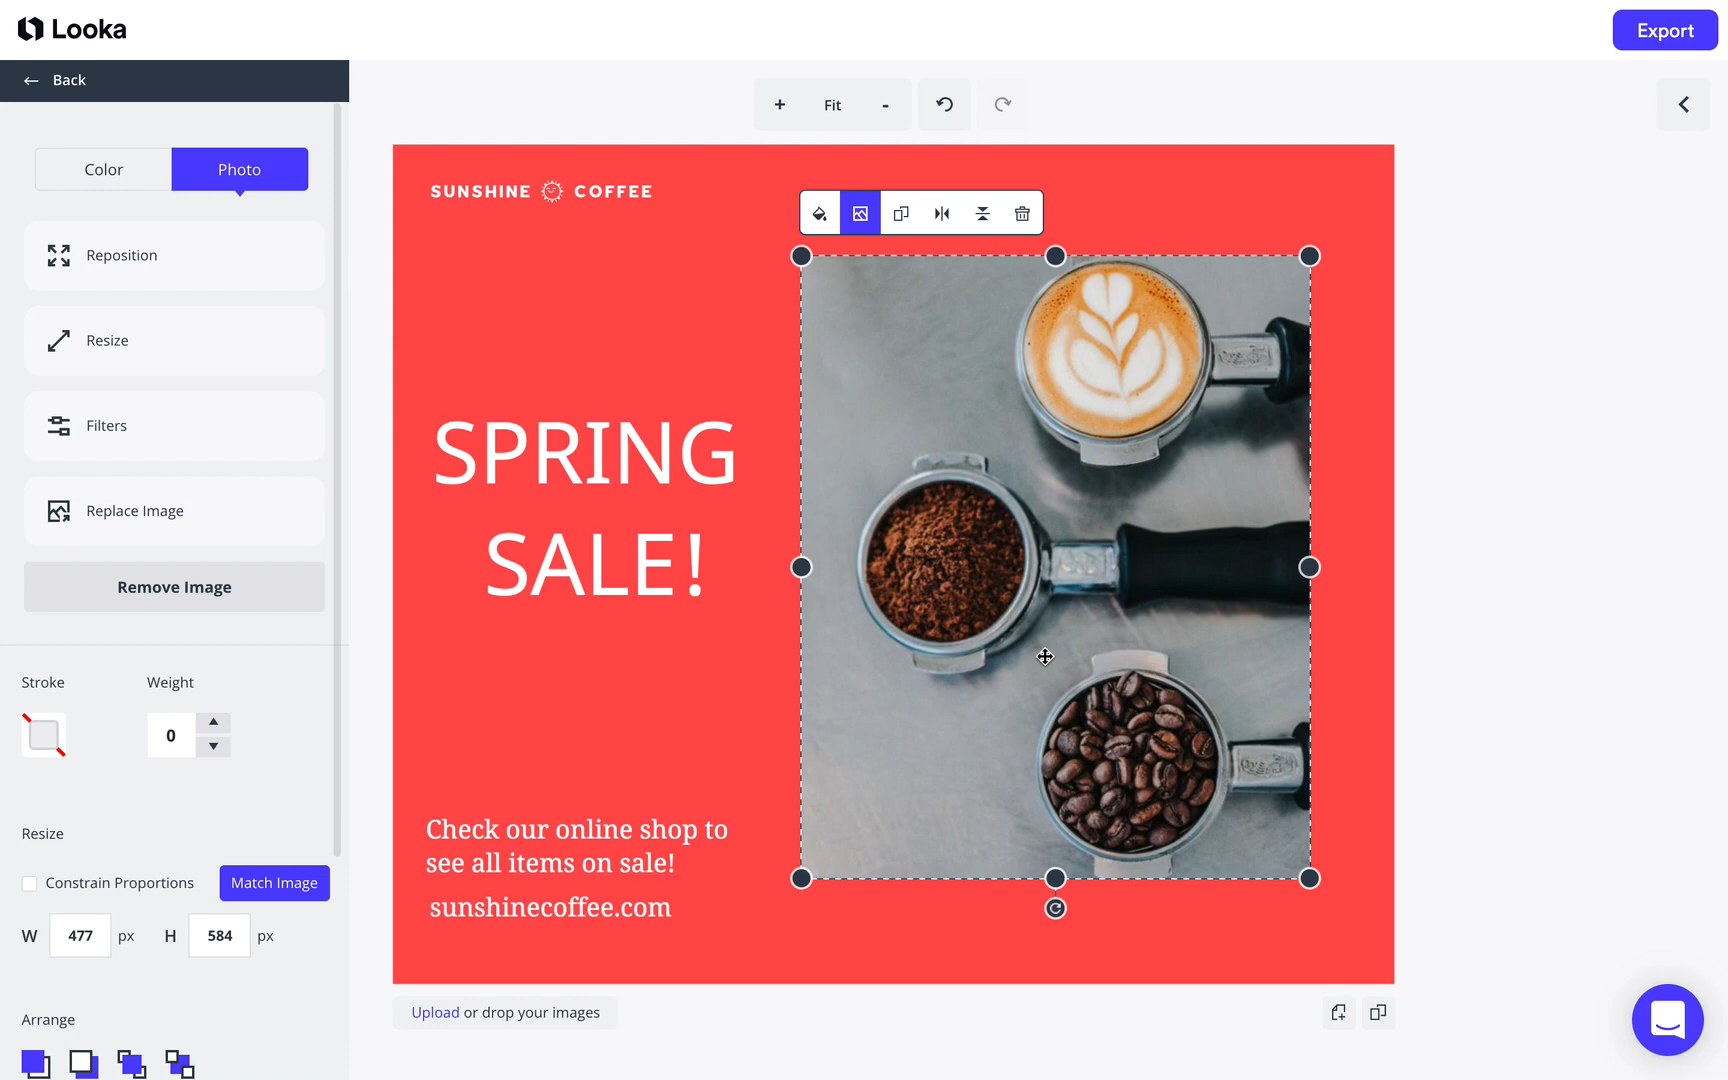 Looka
Export
← Back
+ Fit -
Color Photo
Reposition
Resize
Filters
Replace Image
Remove Image
Stroke Weight
0
Resize
Constrain Proportions Match Image
W 477 px H 584 px
Arrange
SUNSHINE COFFEE
SPRING
SALE!
Check our online shop to
see all items on sale!
sunshinecoffee.com
Upload or drop your images